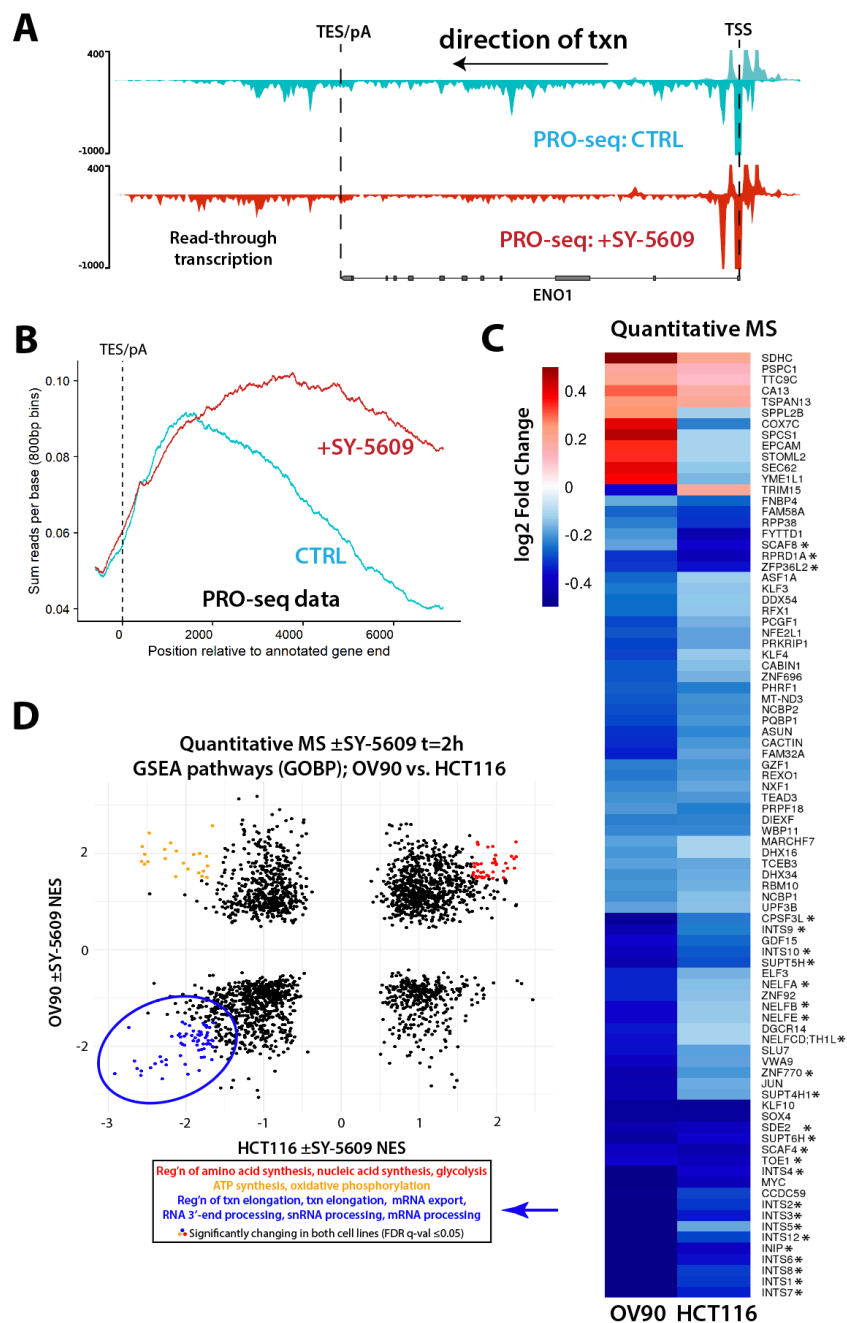 A
TES/pA
direction of txn
TSS
400
PRO-seq: CTRL
-1000
400
Read-through
transcription
PRO-seq: +SY-5609
-1000
ENO1
B
TES/pA
Sum reads per base (800bp bins)
0.10
0.08
0.06
0.04
+SY-5609
CTRL
PRO-seq data
0 2000 4000 6000
Position relative to annotated gene end
C
Quantitative MS
log2 Fold Change
0.4
0.2
0
-0.2
-0.4
SDHC
PSPC1
TTC9C
CA13
TSPAN13
SPPL2B
COX7C
SPCS1
EPCAM
STOML2
SEC62
YME1L1
TRIM15
FNBP4
FAM58A
RPP38
FYTTD1
SCAF8 *
RPRD1A *
ZFP36L2 *
ASF1A
KLF3
DDX54
RFX1
PCGF1
NFE2L1
PRKRIP1
KLF4
CABIN1
ZNF696
PHRF1
MT-ND3
NCBP2
PQBP1
ASUN
CACTIN
FAM32A
GZF1
REXO1
NXF1
TEAD3
PRPF18
DIEXF
WBP11
MARCHF7
DHX16
TCEB3
DHX34
RBM10
NCBP1
UPF3B
CPSF3L *
INTS9 *
GDF15
INTS10 *
SUPT5H *
ELF3
NELFA *
ZNF92
NELFB *
NELFE *
DGCR14
NELFCD;TH1L *
SLU7
VWA9
ZNF770 *
JUN
SUPT4H1 *
KLF10
SOX4
SDE2 *
SUPT6H *
SCAF4 *
TOE1 *
INTS4 *
MYC
CCDC59
INTS2 *
INTS3 *
INTS5 *
INTS12 *
INIP *
INTS6 *
INTS8 *
INTS1 *
INTS7 *
OV90 HCT116
D
Quantitative MS ±SY-5609 t=2h
GSEA pathways (GOBP); OV90 vs. HCT116
OV90 ±SY-5609 NES
2
0
-2
-3 -2 -1 0 1 2
HCT116 ±SY-5609 NES
Reg'n of amino acid synthesis, nucleic acid synthesis, glycolysis
ATP synthesis, oxidative phosphorylation
Reg'n of txn elongation, txn elongation, mRNA export,
RNA 3'-end processing, snRNA processing, mRNA processing
Significantly changing in both cell lines (FDR q-val ≤0.05)